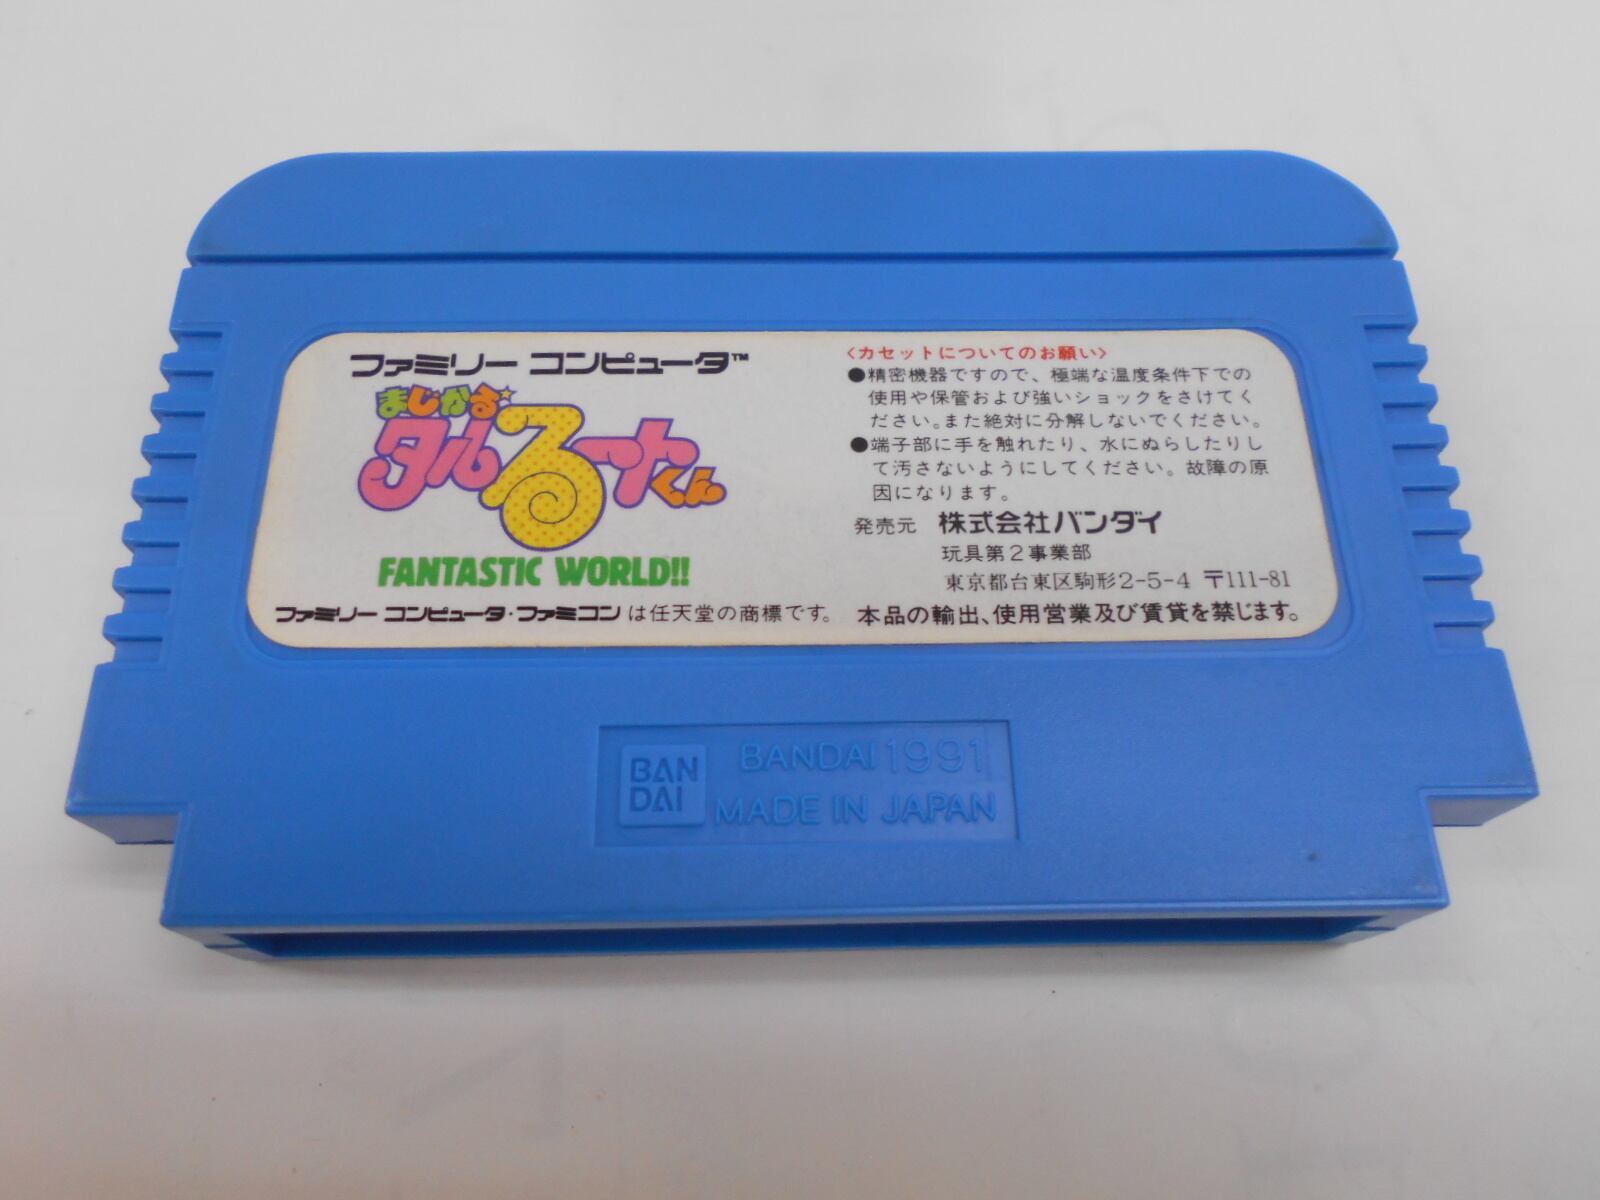 ファミリー コンピュータ™
まじかる☆
タルるートくん
FANTASTIC WORLD!!
ファミリー コンピュータ・ファミコン は任天堂の商標です。
〈カセットについてのお願い〉
●精密機器ですので、極端な温度条件下での
使用や保管および強いショックをさけてく
ださい。また絶対に分解しないでください。
●端子部に手を触れたり、水にぬらしたりし
て汚さないようにしてください。故障の原
因になります。
発売元 株式会社バンダイ
玩具第2事業部
東京都台東区駒形2-5-4 〒111-81
本品の輸出、使用営業及び賃貸を禁じます。
BAN
DAI
BANDAI 1991
MADE IN JAPAN